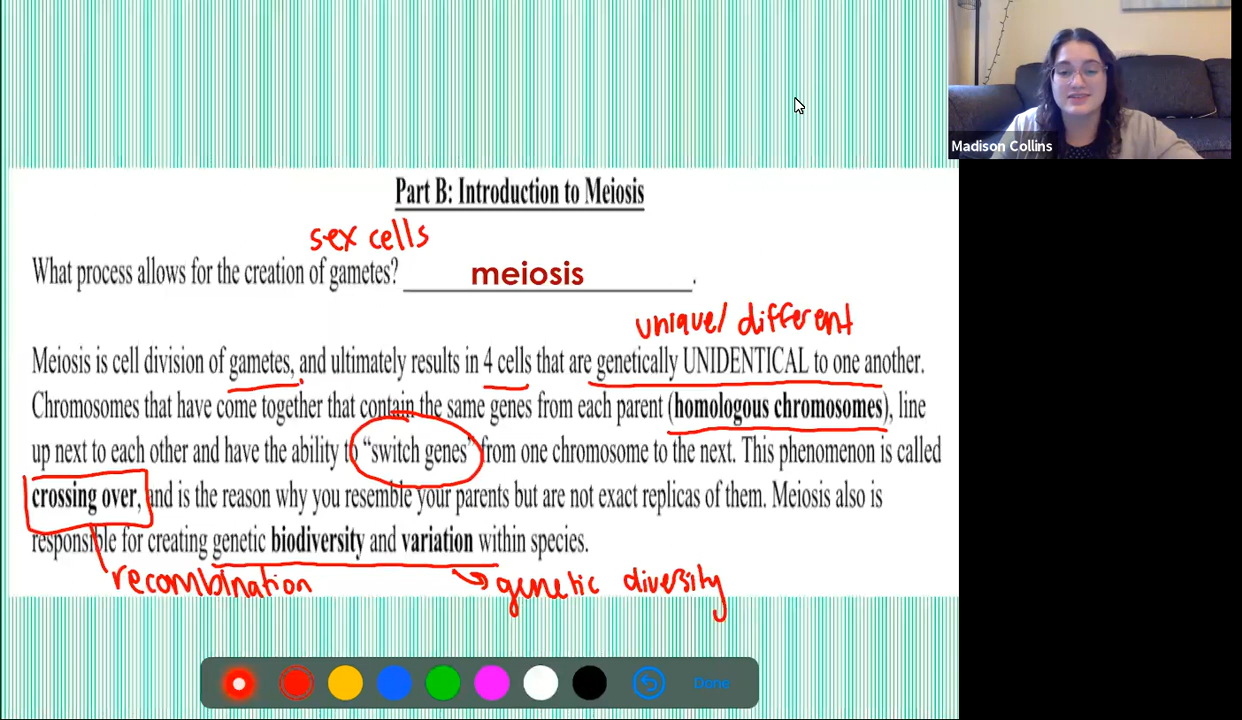 Madison Collins
Part B: Introduction to Meiosis
sex cells
What process allows for the creation of gametes? meiosis.
unique/different
Meiosis is cell division of gametes, and ultimately results in 4 cells that are genetically UNIDENTICAL to one another.
Chromosomes that have come together that contain the same genes from each parent (homologous chromosomes), line
up next to each other and have the ability to “switch genes” from one chromosome to the next. This phenomenon is called
crossing over, and is the reason why you resemble your parents but are not exact replicas of them. Meiosis also is
responsible for creating genetic biodiversity and variation within species.
recombination
genetic diversity
Done